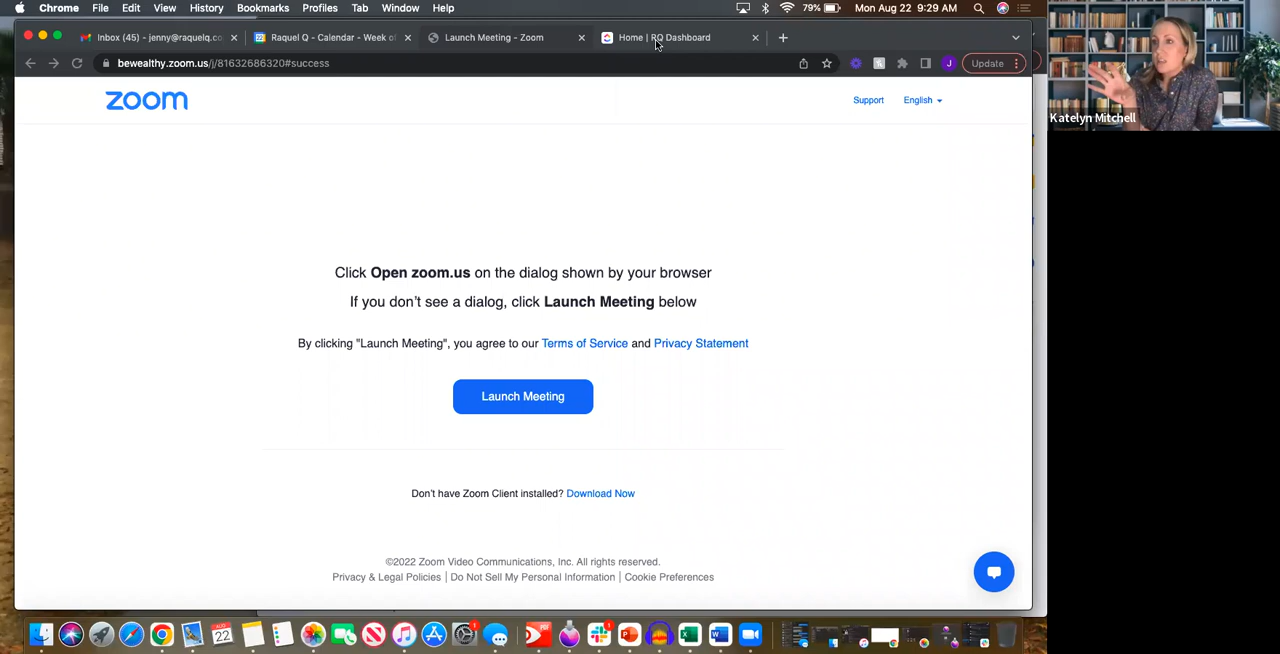 Chrome File Edit View History Bookmarks Profiles Tab Window Help 79% Mon Aug 22 9:29 AM
Inbox (45) - jenny@raquelq.co Raquel Q - Calendar - Week of Launch Meeting - Zoom Home | RQ Dashboard
bewealthy.zoom.us/j/81632686320#success J Update
zoom Support English
Katelyn Mitchell
Click Open zoom.us on the dialog shown by your browser
If you don't see a dialog, click Launch Meeting below
By clicking "Launch Meeting", you agree to our Terms of Service and Privacy Statement
Launch Meeting
Don't have Zoom Client installed? Download Now
©2022 Zoom Video Communications, Inc. All rights reserved.
Privacy & Legal Policies | Do Not Sell My Personal Information | Cookie Preferences
AUG
22